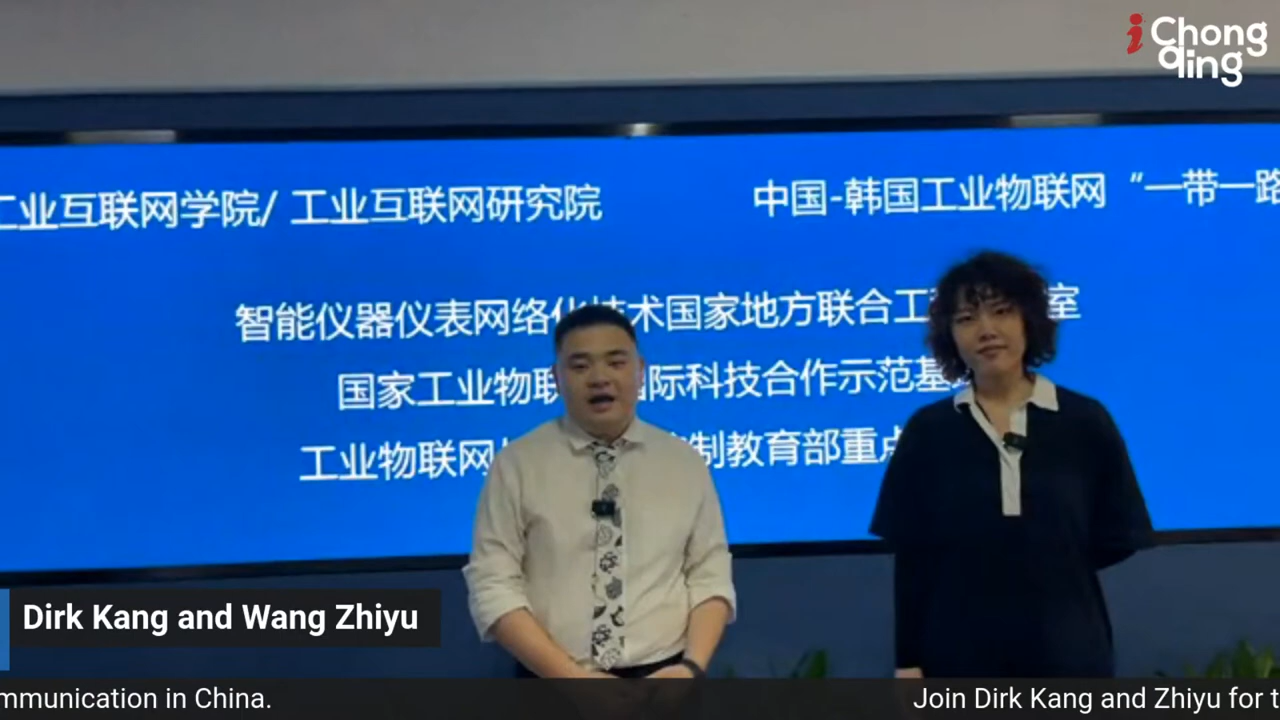 iChongqing
工业互联网学院/ 工业互联网研究院
中国-韩国工业物联网“一带一路
智能仪器仪表网络化技术国家地方联合工
室
国家工业物联
国际科技合作示范基
工业物联网
制教育部重点
Dirk Kang and Wang Zhiyu
mmunication in China.
Join Dirk Kang and Zhiyu for t